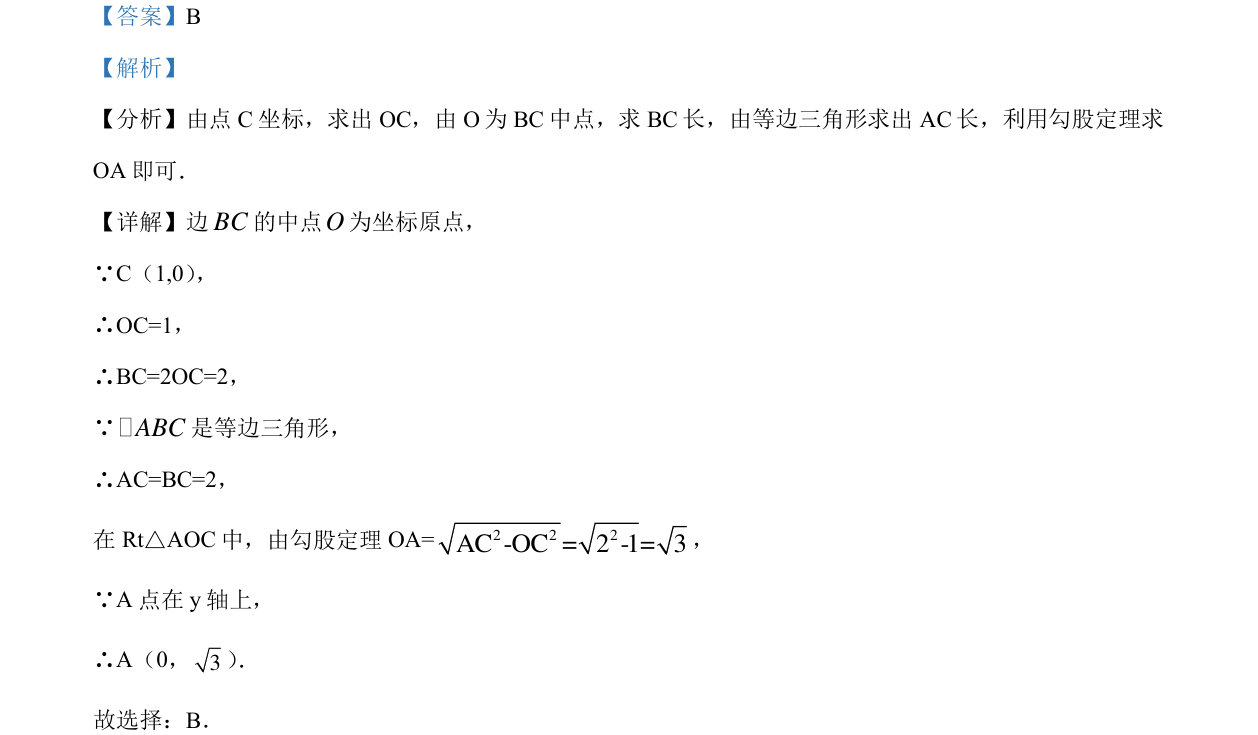 【答案】B
【解析】
【分析】由点 C 坐标，求出 OC，由 O 为 BC 中点，求 BC 长，由等边三角形求出 AC 长，利用勾股定理求
OA 即可．
【详解】边 BC 的中点 O 为坐标原点，
∵C（1,0），
∴OC=1，
∴BC=2OC=2，
∵□ABC 是等边三角形，
∴AC=BC=2，
在 Rt△AOC 中，由勾股定理 OA=√(AC²-OC²)=√(2²-1)=√3，
∵A 点在 y 轴上，
∴A（0，√3）．
故选择：B．